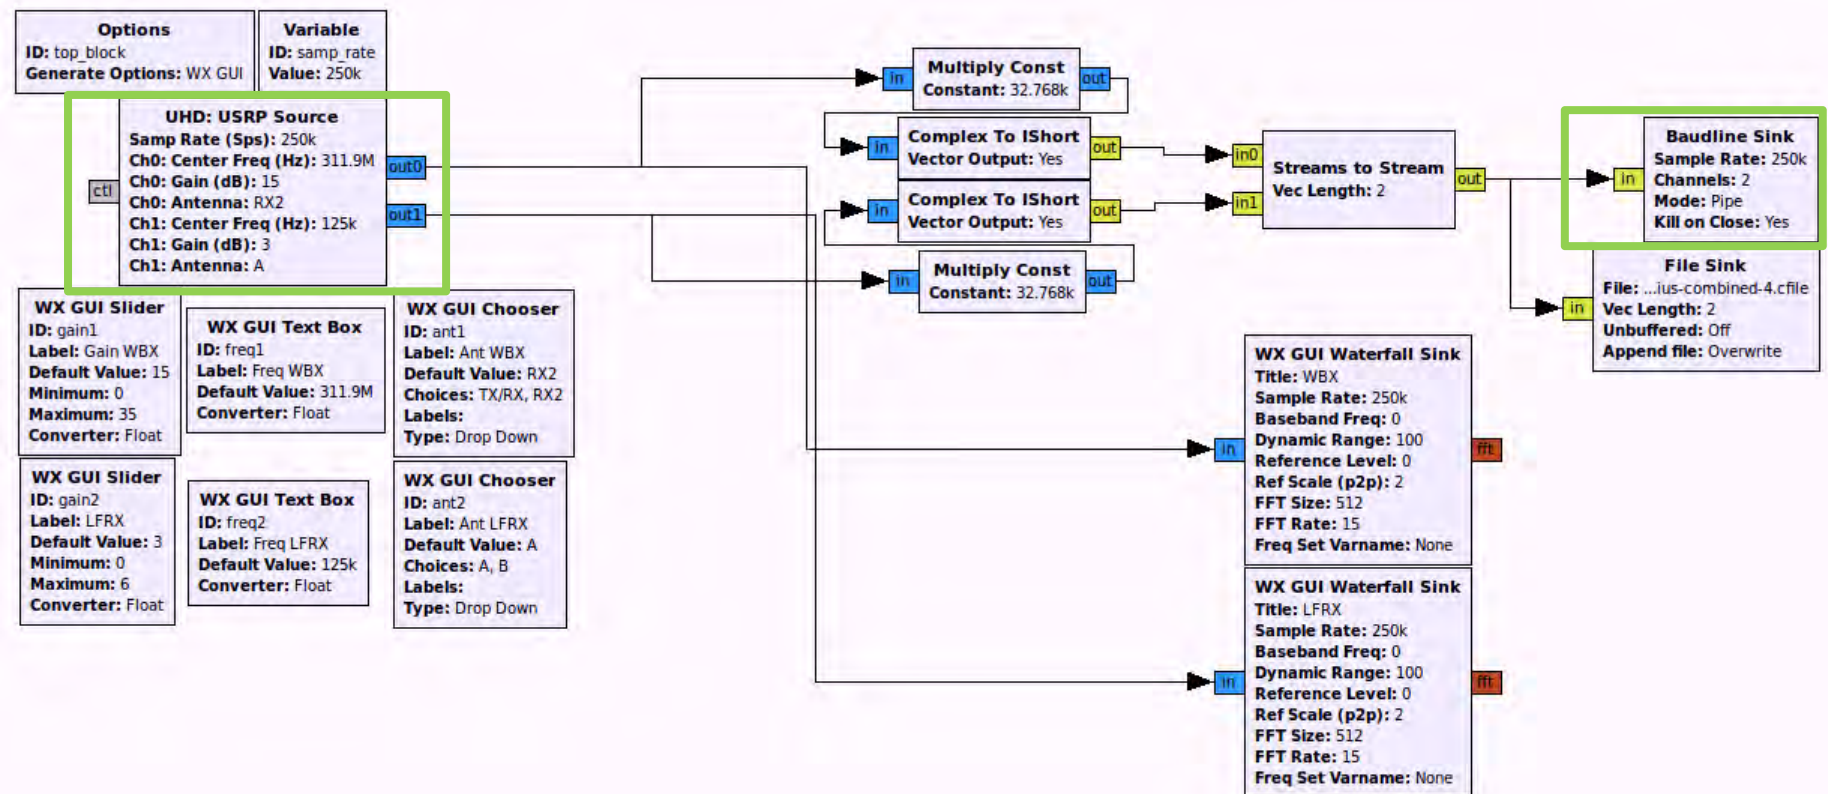 Options
ID: top_block
Generate Options: WX GUI
Variable
ID: samp_rate
Value: 250k
UHD: USRP Source
Samp Rate (Sps): 250k
Ch0: Center Freq (Hz): 311.9M
Ch0: Gain (dB): 15
Ch0: Antenna: RX2
Ch1: Center Freq (Hz): 125k
Ch1: Gain (dB): 3
Ch1: Antenna: A
ctl
out0
out1
WX GUI Slider
ID: gain1
Label: Gain WBX
Default Value: 15
Minimum: 0
Maximum: 35
Converter: Float
WX GUI Text Box
ID: freq1
Label: Freq WBX
Default Value: 311.9M
Converter: Float
WX GUI Chooser
ID: ant1
Label: Ant WBX
Default Value: RX2
Choices: TX/RX, RX2
Labels:
Type: Drop Down
WX GUI Slider
ID: gain2
Label: LFRX
Default Value: 3
Minimum: 0
Maximum: 6
Converter: Float
WX GUI Text Box
ID: freq2
Label: Freq LFRX
Default Value: 125k
Converter: Float
WX GUI Chooser
ID: ant2
Label: Ant LFRX
Default Value: A
Choices: A, B
Labels:
Type: Drop Down
in
Multiply Const
Constant: 32.768k
out
in
Complex To IShort
Vector Output: Yes
out
in
Complex To IShort
Vector Output: Yes
out
in
Multiply Const
Constant: 32.768k
out
in0
in1
Streams to Stream
Vec Length: 2
out
in
Baudline Sink
Sample Rate: 250k
Channels: 2
Mode: Pipe
Kill on Close: Yes
in
File Sink
File: ...ius-combined-4.cfile
Vec Length: 2
Unbuffered: Off
Append file: Overwrite
in
WX GUI Waterfall Sink
Title: WBX
Sample Rate: 250k
Baseband Freq: 0
Dynamic Range: 100
Reference Level: 0
Ref Scale (p2p): 2
FFT Size: 512
FFT Rate: 15
Freq Set Varname: None
fft
in
WX GUI Waterfall Sink
Title: LFRX
Sample Rate: 250k
Baseband Freq: 0
Dynamic Range: 100
Reference Level: 0
Ref Scale (p2p): 2
FFT Size: 512
FFT Rate: 15
Freq Set Varname: None
fft